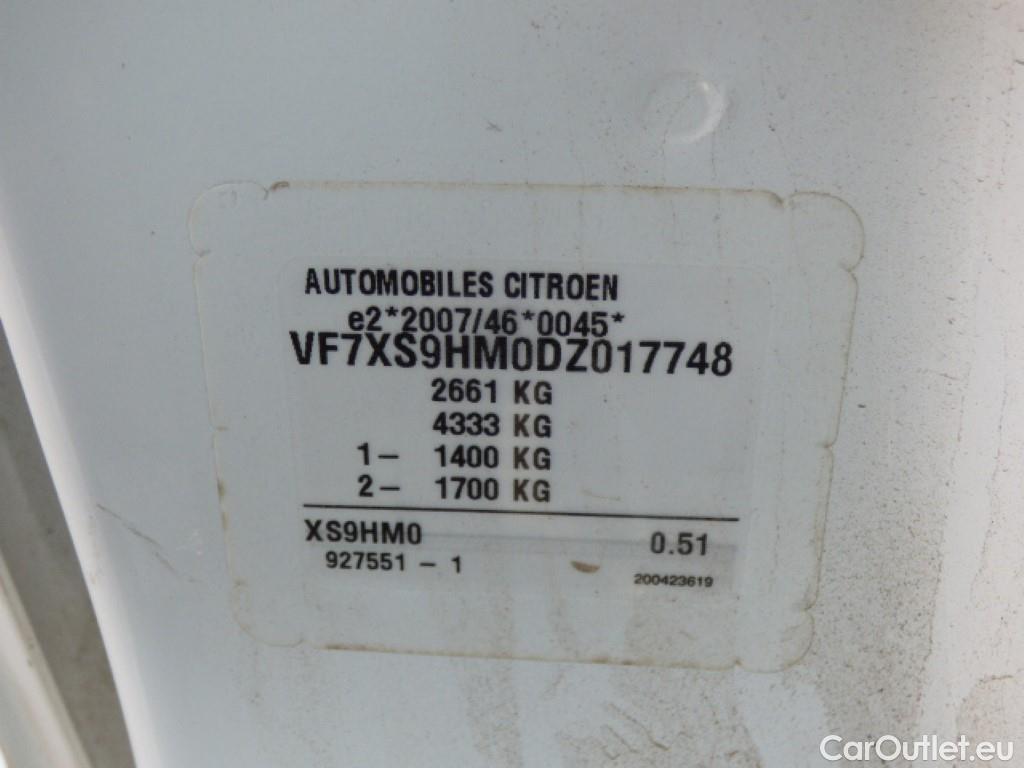 AUTOMOBILES CITROEN
e2*2007/46*0045*
VF7XS9HM0DZ017748
2661 KG
4333 KG
1- 1400 KG
2- 1700 KG
XS9HM0 0.51
927551 - 1
200423619
CarOutlet.eu